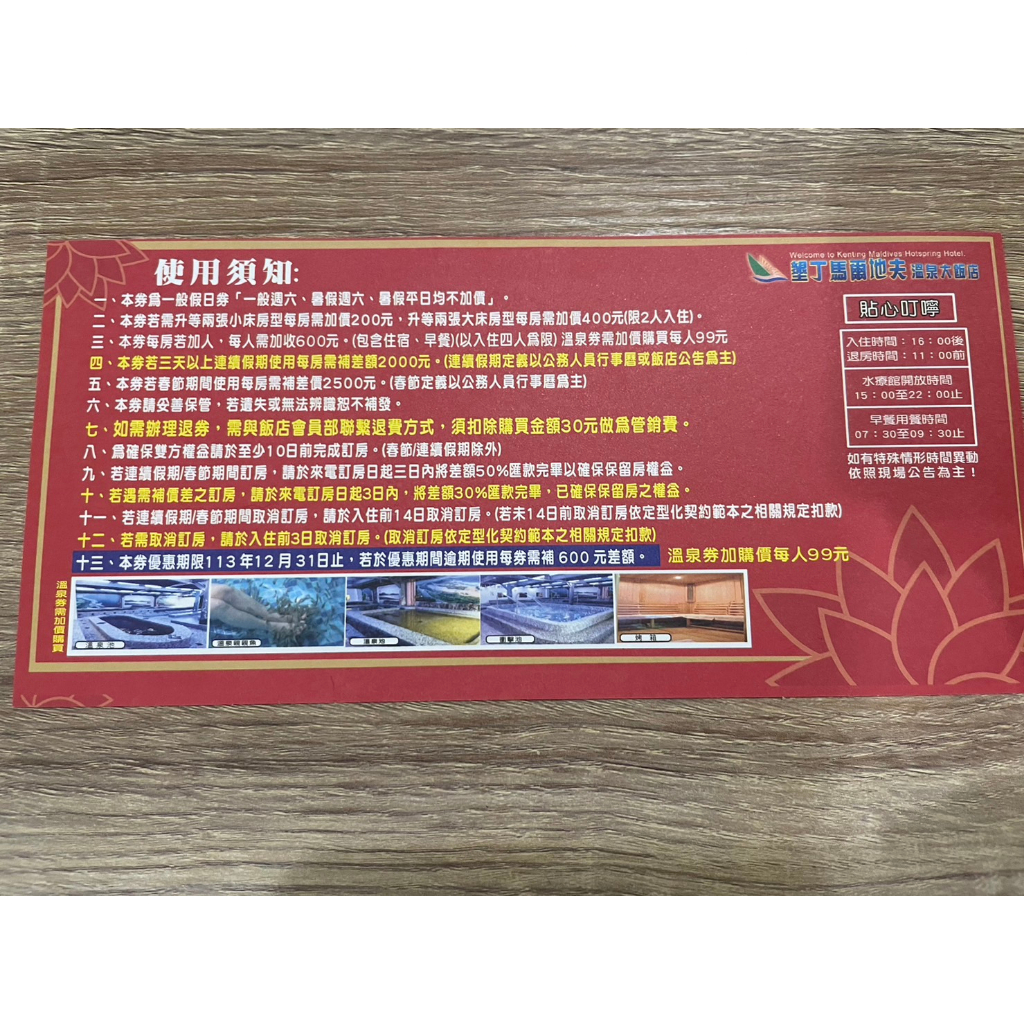 使用須知:
Welcome to Kenting Maldives Hotspring Hotel.
墾丁馬爾地夫溫泉大飯店
一、本券為一般假日券「一般週六、暑假週六、暑假平日均不加價」。
二、本券若需升等兩張小床房型每房需加價200元，升等兩張大床房型每房需加價400元(限2人入住)。
三、本券每房若加人，每人需加收600元。(包含住宿、早餐)(以入住四人為限) 溫泉券需加價購買每人99元
四、本券若三天以上連續假期使用每房需補差額2000元。(連續假期定義以公務人員行事曆或飯店公告為主)
五、本券若春節期間使用每房需補差價2500元。(春節定義以公務人員行事曆為主)
六、本券請妥善保管，若遺失或無法辨識恕不補發。
七、如需辦理退券，需與飯店會員部聯繫退費方式，須扣除購買金額30元做為管銷費。
八、為確保雙方權益請於至少10日前完成訂房。(春節/連續假期除外)
九、若連續假期/春節期間訂房，請於來電訂房日起三日內將差額50%匯款完畢以確保保留房權益。
十、若遇需補價差之訂房，請於來電訂房日起3日內，將差額30%匯款完畢，已確保保留房之權益。
十一、若連續假期/春節期間取消訂房，請於入住前14日取消訂房。(若未14日前取消訂房依定型化契約範本之相關規定扣款)
十二、若需取消訂房，請於入住前3日取消訂房。(取消訂房依定型化契約範本之相關規定扣款)
十三、本券優惠期限113年12月31日止，若於優惠期間逾期使用每券需補600元差額。 溫泉券加購價每人99元
貼心叮嚀
入住時間：16：00後
退房時間：11：00前
水療館開放時間
15：00至22：00止
早餐用餐時間
07：30至09：30止
如有特殊情形時間異動
依照現場公告為主！
溫泉券需加價購買
溫泉池
溫泉親親魚
溫泉池
衝擊池
烤箱